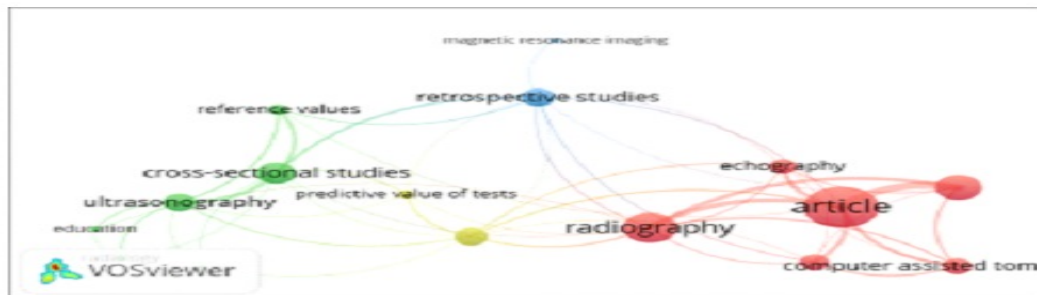 magnetic resonance imaging
retrospective studies
reference values
echography
cross-sectional studies
predictive value of tests
ultrasonography
article
radiography
education
computer assisted tom
radiology
VOSviewer